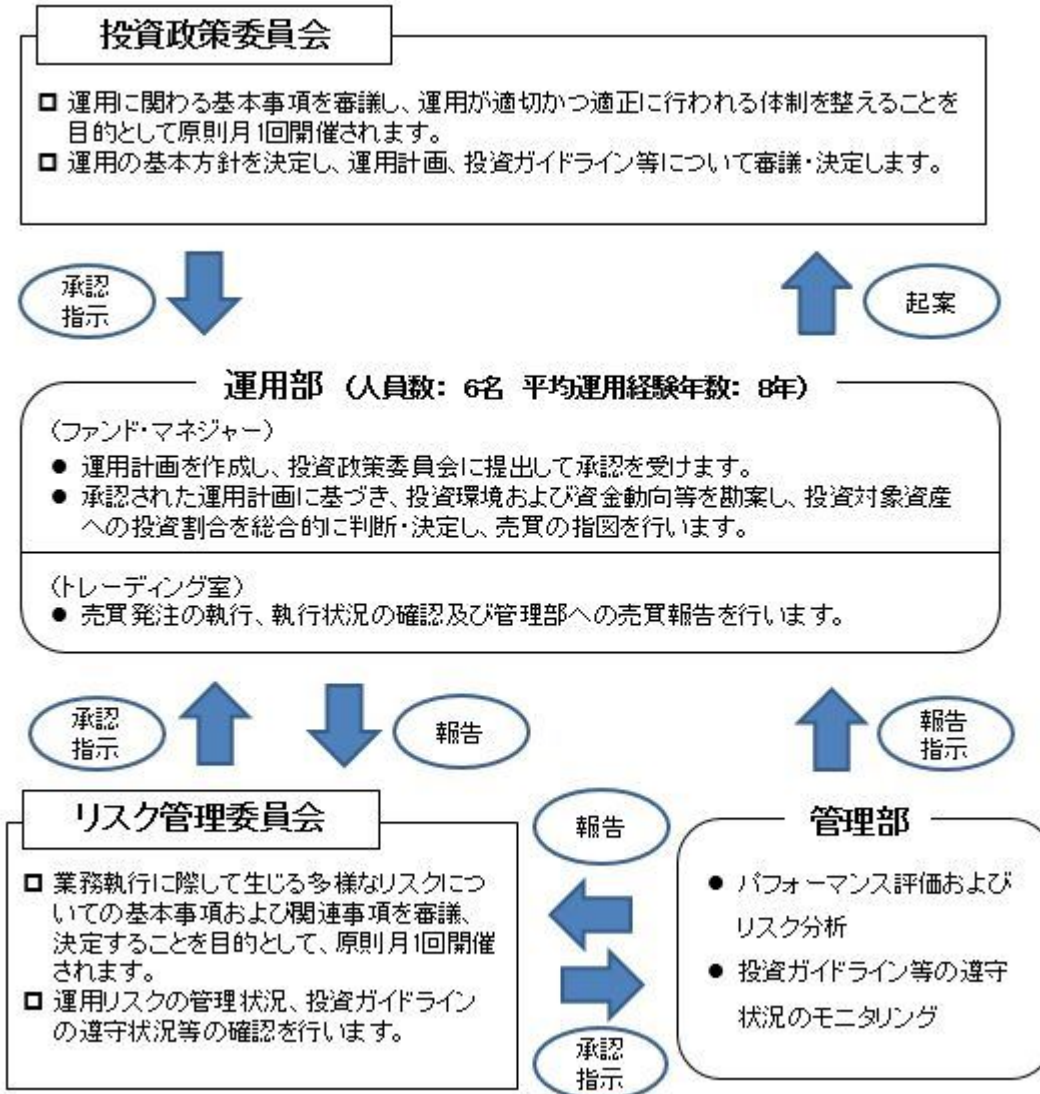 投資政策委員会
□ 運用に関わる基本事項を審議し、運用が適切かつ適正に行われる体制を整えることを
目的として原則月1回開催されます。
□ 運用の基本方針を決定し、運用計画、投資ガイドライン等について審議・決定します。
承認
指示
起案
運用部 (人員数: 6名 平均運用経験年数: 8年)
(ファンド・マネジャー)
● 運用計画を作成し、投資政策委員会に提出して承認を受けます。
● 承認された運用計画に基づき、投資環境および資金動向等を勘案し、投資対象資産
への投資割合を総合的に判断・決定し、売買の指図を行います。
(トレーディング室)
● 売買発注の執行、執行状況の確認及び管理部への売買報告を行います。
承認
指示
報告
報告
指示
リスク管理委員会
□ 業務執行に際して生じる多様なリスクにつ
いての基本事項および関連事項を審議、
決定することを目的として、原則月1回開催
されます。
□ 運用リスクの管理状況、投資ガイドライン
の遵守状況等の確認を行います。
報告
承認
指示
管理部
● パフォーマンス評価および
リスク分析
● 投資ガイドライン等の遵守
状況のモニタリング